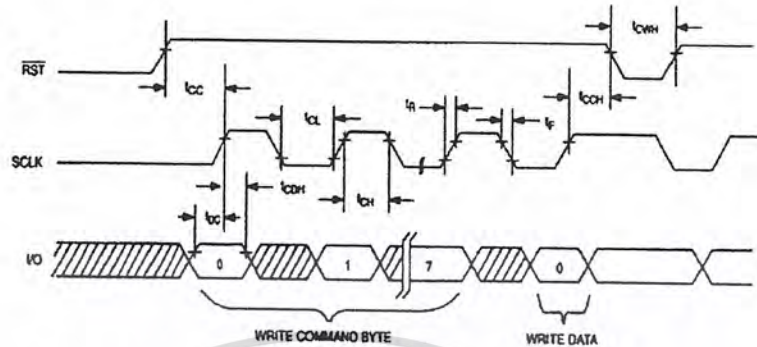 tCWH
RST
tCC
tCL
tR
tF
tCCH
SCLK
tCDH
tCH
tDC
I/O
0
1
7
0
WRITE COMMAND BYTE
WRITE DATA